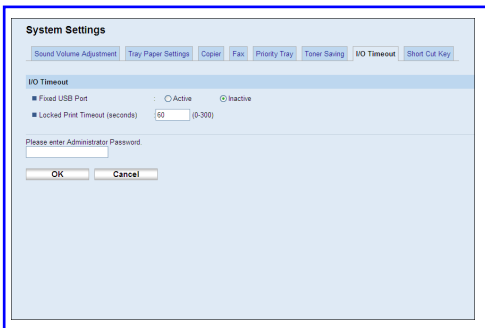 System Settings
Sound Volume Adjustment Tray Paper Settings Copier Fax Priority Tray Toner Saving I/O Timeout Short Cut Key
I/O Timeout
Fixed USB Port : Active Inactive
Locked Print Timeout (seconds) 60 (0-300)
Please enter Administrator Password.
OK Cancel